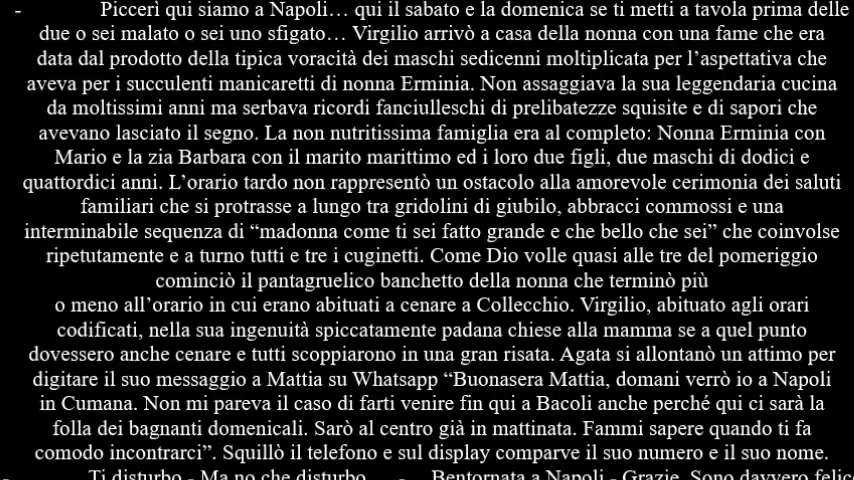 - Piccerì qui siamo a Napoli… qui il sabato e la domenica se ti metti a tavola prima delle
due o sei malato o sei uno sfigato… Virgilio arrivò a casa della nonna con una fame che era
data dal prodotto della tipica voracità dei maschi sedicenni moltiplicata per l’aspettativa che
aveva per i succulenti manicaretti di nonna Erminia. Non assaggiava la sua leggendaria cucina
da moltissimi anni ma serbava ricordi fanciulleschi di prelibatezze squisite e di sapori che
avevano lasciato il segno. La non nutritissima famiglia era al completo: Nonna Erminia con
Mario e la zia Barbara con il marito marittimo ed i loro due figli, due maschi di dodici e
quattordici anni. L’orario tardo non rappresentò un ostacolo alla amorevole cerimonia dei saluti
familiari che si protrasse a lungo tra gridolini di giubilo, abbracci commossi e una
interminabile sequenza di “madonna come ti sei fatto grande e che bello che sei” che coinvolse
ripetutamente e a turno tutti e tre i cuginetti. Come Dio volle quasi alle tre del pomeriggio
cominciò il pantagruelico banchetto della nonna che terminò più
o meno all’orario in cui erano abituati a cenare a Collecchio. Virgilio, abituato agli orari
codificati, nella sua ingenuità spiccatamente padana chiese alla mamma se a quel punto
dovessero anche cenare e tutti scoppiarono in una gran risata. Agata si allontanò un attimo per
digitare il suo messaggio a Mattia su Whatsapp “Buonasera Mattia, domani verrò io a Napoli
in Cumana. Non mi pareva il caso di farti venire fin qui a Bacoli anche perché qui ci sarà la
folla dei bagnanti domenicali. Sarò al centro già in mattinata. Fammi sapere quando ti fa
comodo incontrarci”. Squillò il telefono e sul display comparve il suo numero e il suo nome.
- Ti disturbo - Ma no che disturbo - Bentornata a Napoli - Grazie. Sono davvero felic